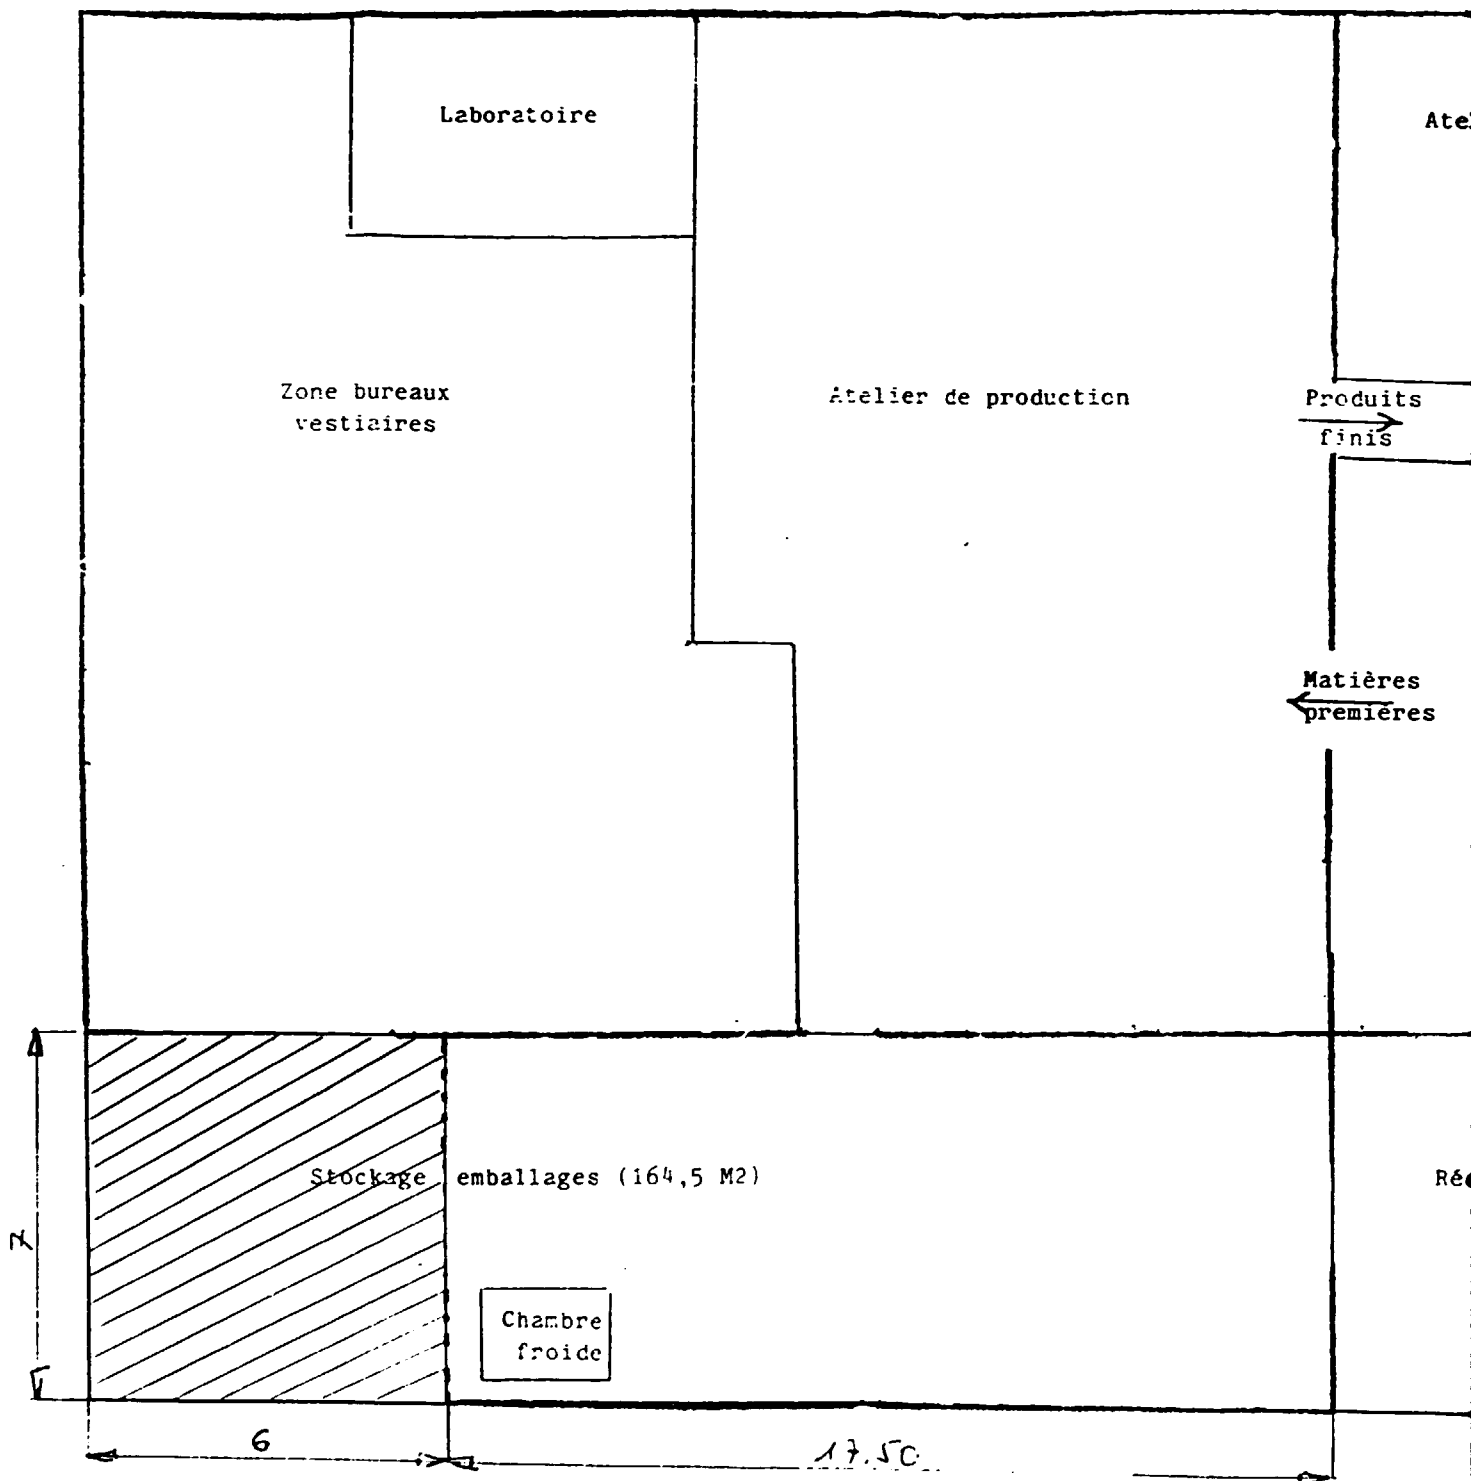 Laboratoire
Zone bureaux
vestiaires
Atelier de production
Produits
finis
Matières
premières
Stockage emballages (164,5 M2)
Chambre
froide
7
6
17.50